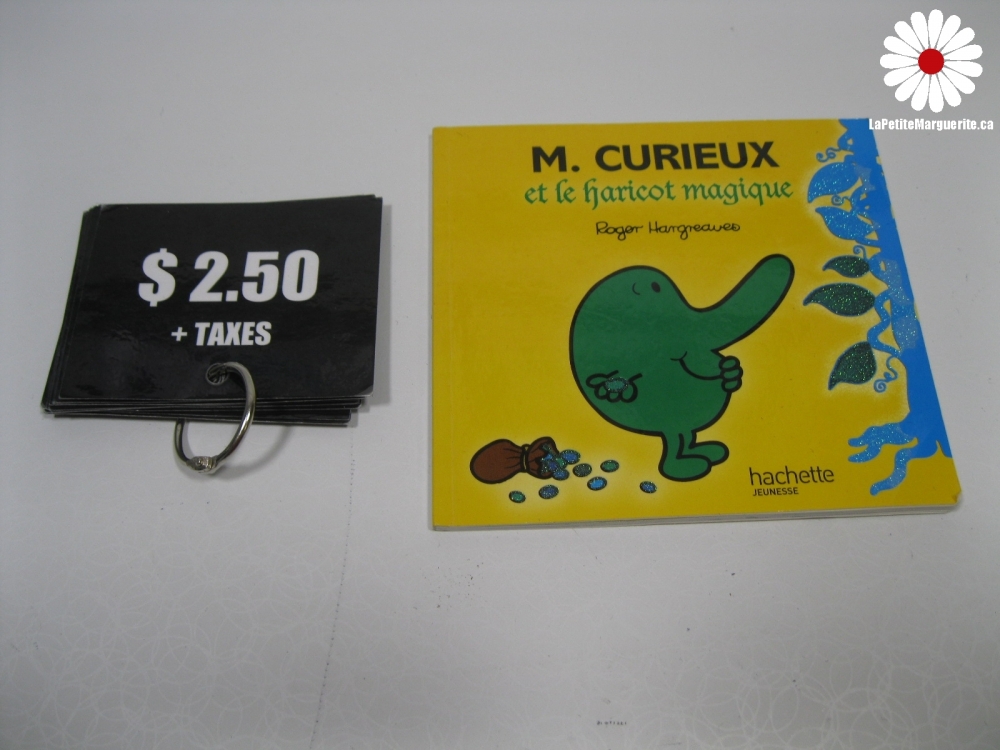 LaPetiteMarguerite.ca
$ 2.50
+ TAXES
M. CURIEUX
et le haricot magique
Roger Hargreaves
hachette
JEUNESSE